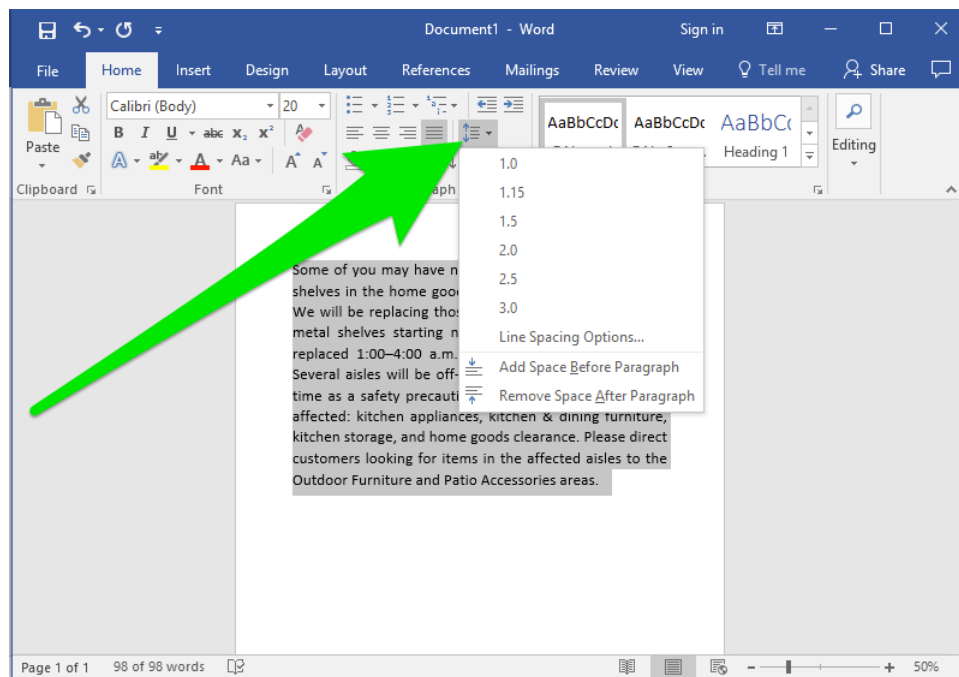 Document1 - Word
Sign in
File Home Insert Design Layout References Mailings Review View Tell me Share
Calibri (Body) 20
B I U abc X₂ X²
A aby A Aa A A
AaBbCcDc AaBbCcDc AaBbC
Heading 1
Paste
Editing
Clipboard Font
1.0
1.15
1.5
2.0
2.5
3.0
Line Spacing Options...
Add Space Before Paragraph
Remove Space After Paragraph
Some of you may have
shelves in the home
We will be replacing
metal shelves starting
replaced 1:00–4:00 a.m.
Several aisles will be
time as a safety
affected: kitchen appliances, kitchen & dining furniture,
kitchen storage, and home goods clearance. Please direct
customers looking for items in the affected aisles to the
Outdoor Furniture and Patio Accessories areas.
Page 1 of 1 98 of 98 words 50%